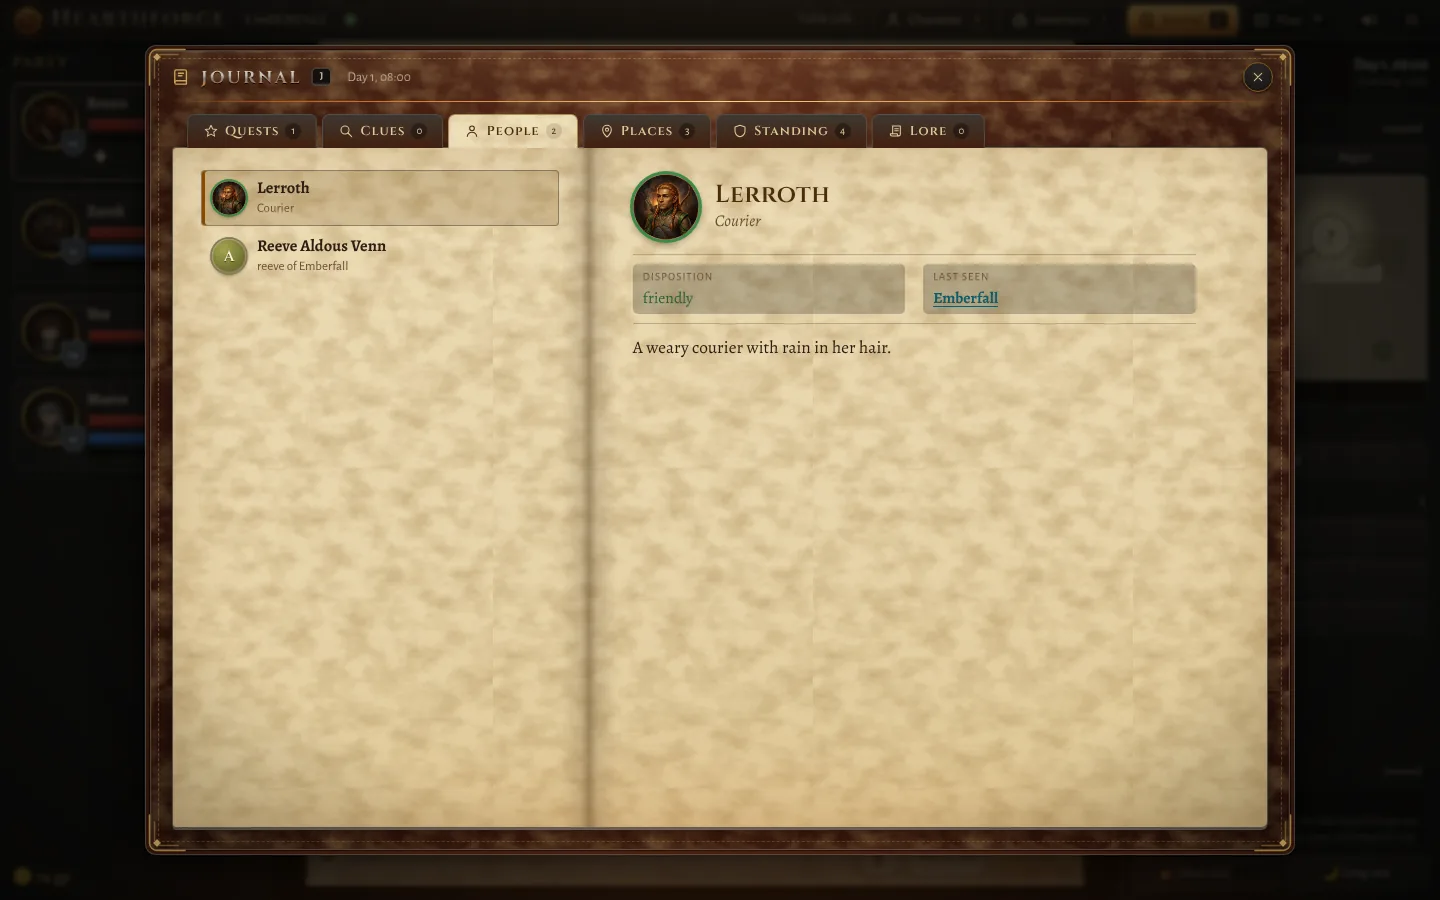 HEARTHFORGE
PARTY
JOURNAL J Day 1, 08:00
QUESTS 1
CLUES 0
PEOPLE 2
PLACES 3
STANDING 4
LORE 0
Lerroth
Courier
A
Reeve Aldous Venn
reeve of Emberfall
LERROTH
Courier
DISPOSITION
friendly
LAST SEEN
Emberfall
A weary courier with rain in her hair.